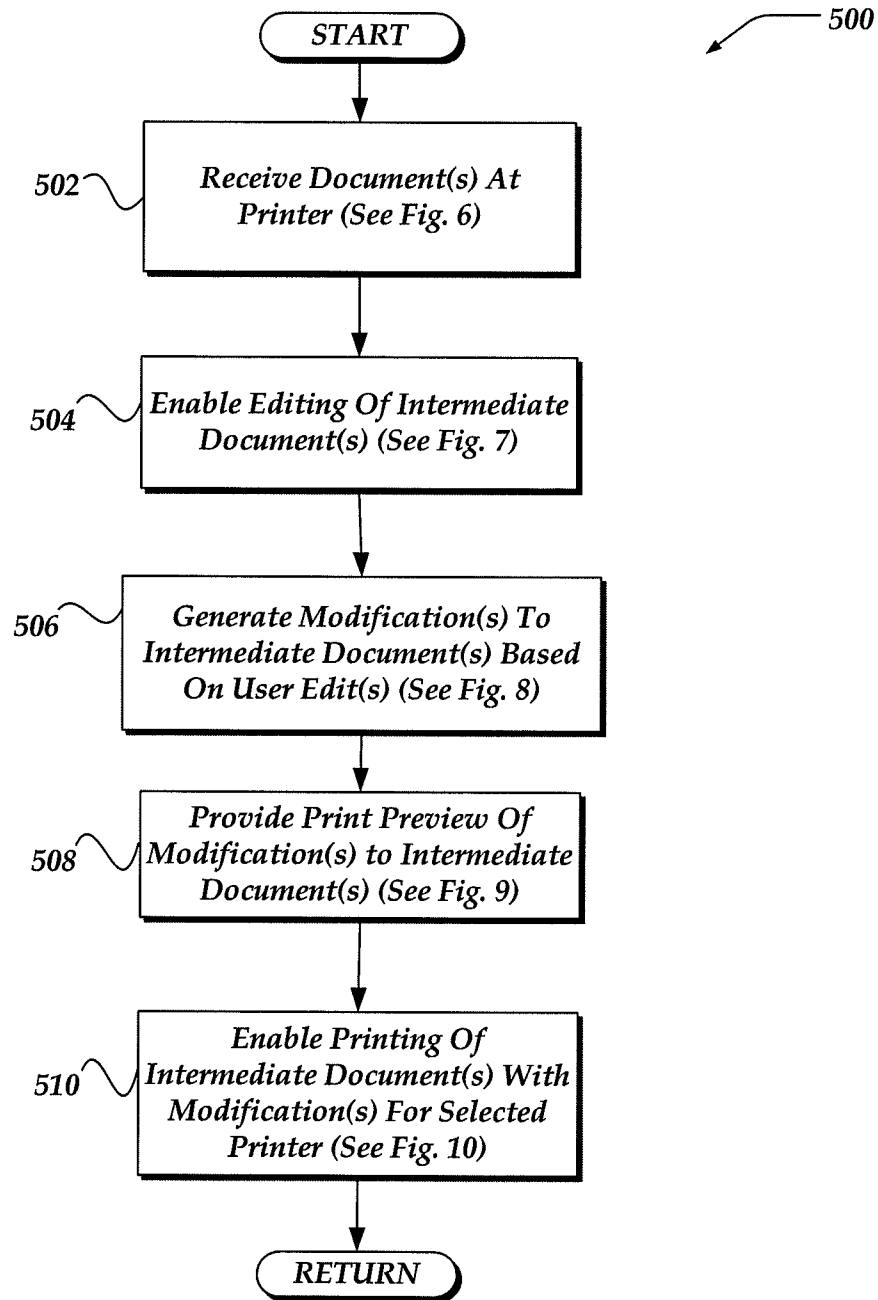 START
500
502
Receive Document(s) At
Printer (See Fig. 6)
504
Enable Editing Of Intermediate
Document(s) (See Fig. 7)
506
Generate Modification(s) To
Intermediate Document(s) Based
On User Edit(s) (See Fig. 8)
508
Provide Print Preview Of
Modification(s) to Intermediate
Document(s) (See Fig. 9)
510
Enable Printing Of
Intermediate Document(s) With
Modification(s) For Selected
Printer (See Fig. 10)
RETURN